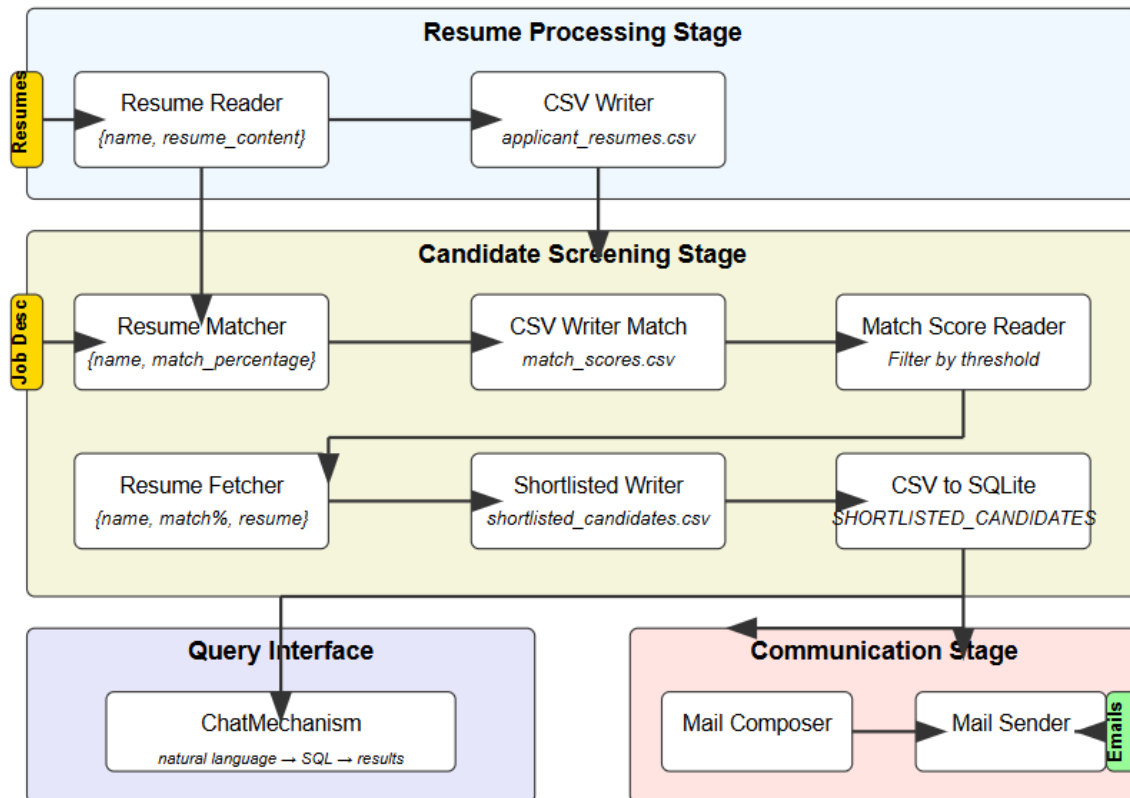 Resume Processing Stage
Resumes
Resume Reader
{name, resume_content}
CSV Writer
applicant_resumes.csv
Candidate Screening Stage
Job Desc
Resume Matcher
{name, match_percentage}
CSV Writer Match
match_scores.csv
Match Score Reader
Filter by threshold
Resume Fetcher
{name, match%, resume}
Shortlisted Writer
shortlisted_candidates.csv
CSV to SQLite
SHORTLISTED_CANDIDATES
Query Interface
ChatMechanism
natural language → SQL → results
Communication Stage
Mail Composer
Mail Sender
Emails